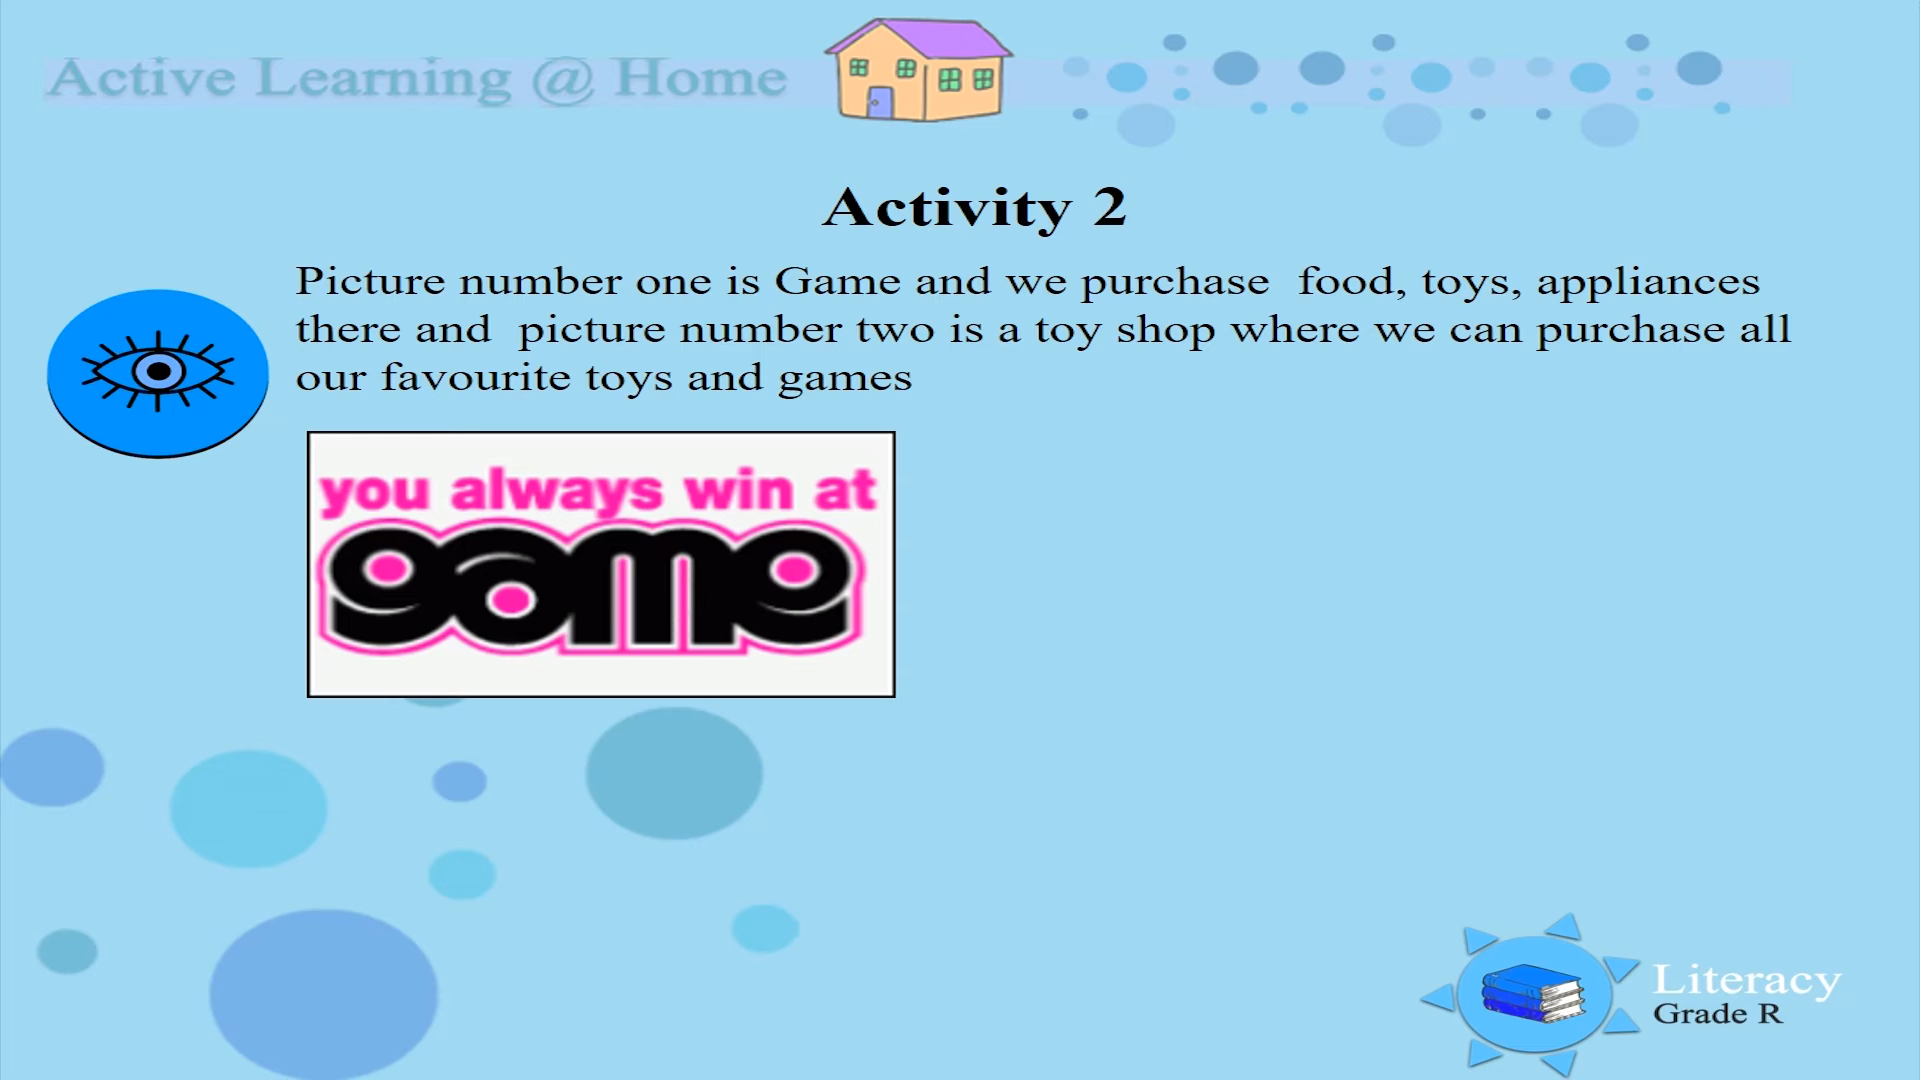 Active Learning @ Home
Activity 2
Picture number one is Game and we purchase food, toys, appliances
there and picture number two is a toy shop where we can purchase all
our favourite toys and games
you always win at
game
Literacy
Grade R